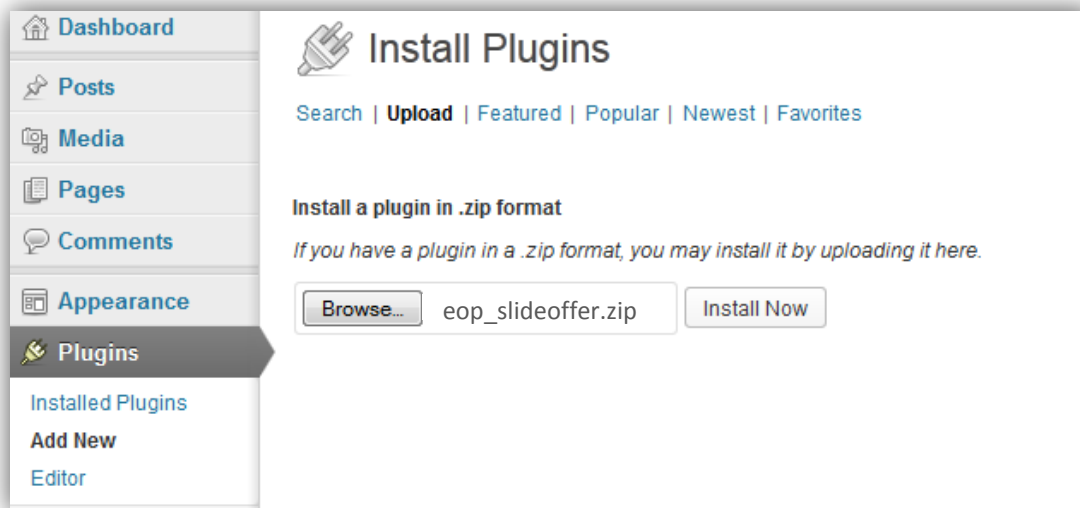 Dashboard
Posts
Media
Pages
Comments
Appearance
Plugins
Installed Plugins
Add New
Editor
Install Plugins
Search | Upload | Featured | Popular | Newest | Favorites
Install a plugin in .zip format
If you have a plugin in a .zip format, you may install it by uploading it here.
Browse... eop_slideoffer.zip Install Now